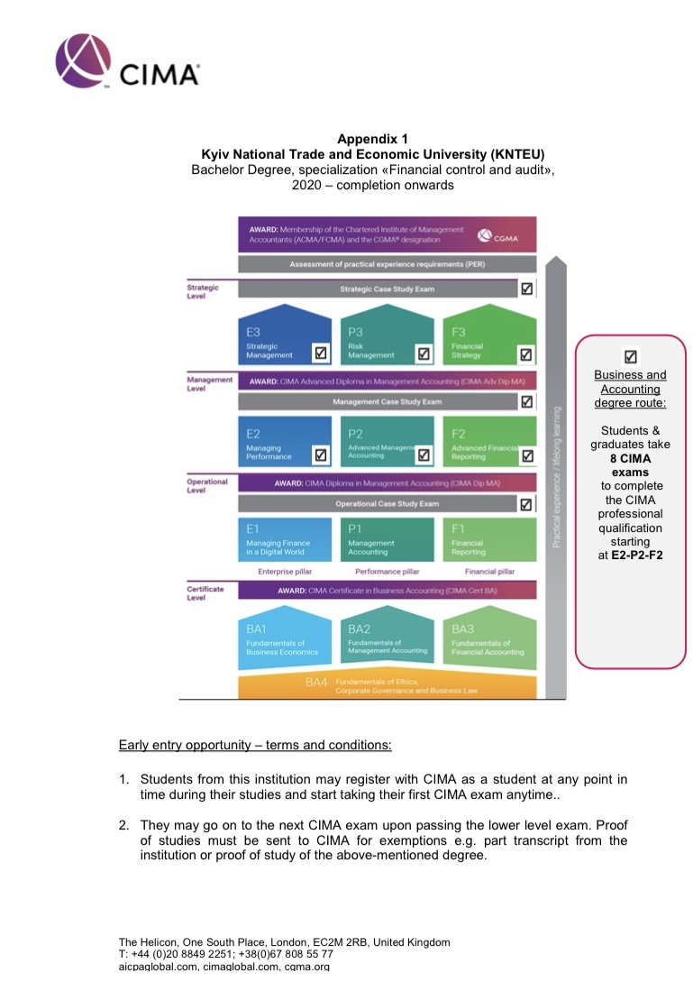 CIMA
Appendix 1
Kyiv National Trade and Economic University (KNTEU)
Bachelor Degree, specialization «Financial control and audit»,
2020 – completion onwards
AWARD: Membership of the Chartered Institute of Management
Accountants (ACMA/FCMA) and the CGMA® designation
CGMA
Assessment of practical experience requirements (PER)
Strategic
Level
Strategic Case Study Exam
E3
Strategic
Management
P3
Risk
Management
F3
Financial
Strategy
Management
Level
AWARD: CIMA Advanced Diploma in Management Accounting (CIMA Adv Dip MA)
Management Case Study Exam
E2
Managing
Performance
P2
Advanced Manageme
Accounting
F2
Advanced Financial
Reporting
Operational
Level
AWARD: CIMA Diploma in Management Accounting (CIMA Dip MA)
Operational Case Study Exam
E1
Managing Finance
in a Digital World
P1
Management
Accounting
F1
Financial
Reporting
Enterprise pillar
Performance pillar
Financial pillar
Certificate
Level
AWARD: CIMA Certificate in Business Accounting (CIMA Cert BA)
BA1
Fundamentals of
Business Economics
BA2
Fundamentals of
Management Accounting
BA3
Fundamentals of
Financial Accounting
BA4
Fundamentals of Ethics,
Corporate Governance and Business Law
Practical experience / lifelong learning
Business and
Accounting
degree route:
Students &
graduates take
8 CIMA
exams
to complete
the CIMA
professional
qualification
starting
at E2-P2-F2
Early entry opportunity – terms and conditions:
1. Students from this institution may register with CIMA as a student at any point in
time during their studies and start taking their first CIMA exam anytime..
2. They may go on to the next CIMA exam upon passing the lower level exam. Proof
of studies must be sent to CIMA for exemptions e.g. part transcript from the
institution or proof of study of the above-mentioned degree.
The Helicon, One South Place, London, EC2M 2RB, United Kingdom
T: +44 (0)20 8849 2251; +38(0)67 808 55 77
aicpaglobal.com, cimaglobal.com, cgma.org